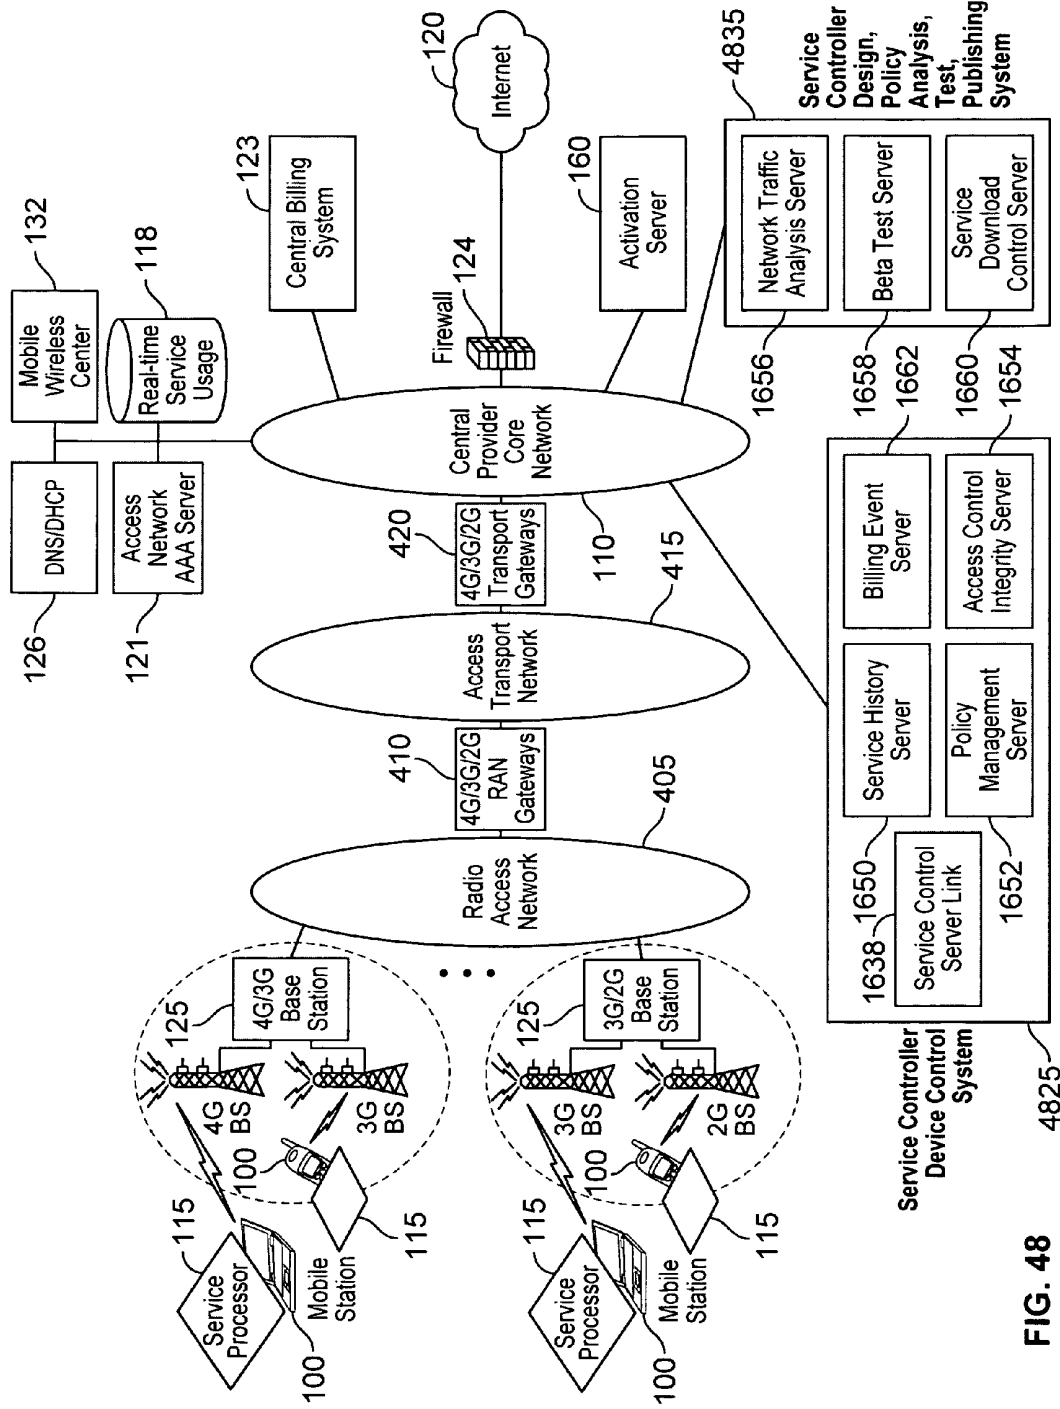 Mobile
Wireless
Center
132
DNS/DHCP
126
Real-time
Service
Usage
118
Access
Network
AAA Server
121
Central Billing
System
123
Internet
120
Firewall
124
Activation
Server
160
Central
Provider
Core
Network
110
4G/3G/2G
Transport
Gateways
420
Access
Transport
Network
415
4G/3G/2G
RAN
Gateways
410
Radio
Access
Network
405
4G/3G
Base
Station
125
4G
BS
3G
BS
100
115
Service
Processor
115
Mobile
Station
100
3G/2G
Base
Station
125
3G
BS
2G
BS
100
115
Service
Processor
115
Mobile
Station
100
4835
Service
Controller
Design,
Policy
Analysis,
Test,
Publishing
System
Network Traffic
Analysis Server
1656
Beta Test Server
1658
Service
Download
Control Server
1660
Billing Event
Server
1662
Access Control
Integrity Server
1654
Service History
Server
1650
Policy
Management
Server
1652
Service Control
Server Link
1638
Service Controller
Device Control
System
4825
FIG. 48